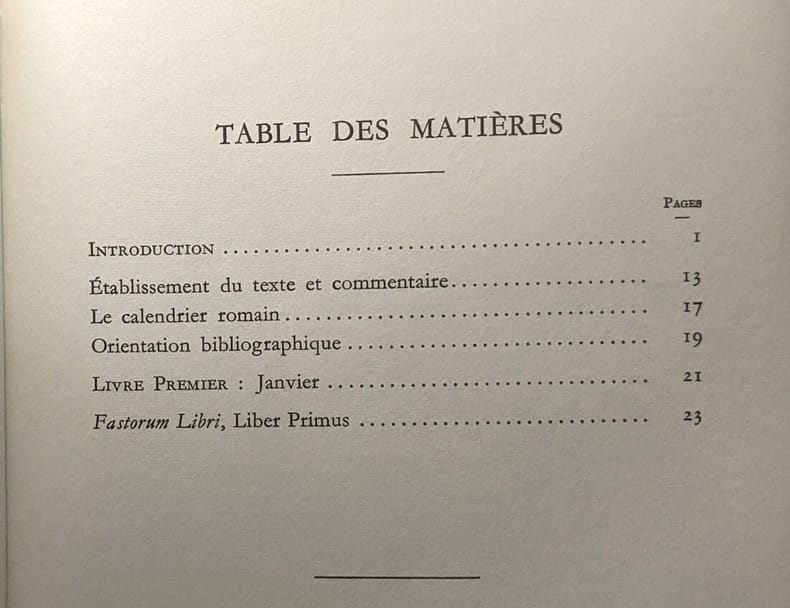 TABLE DES MATIÈRES
PAGES
INTRODUCTION ........................................ 1
Établissement du texte et commentaire................... 13
Le calendrier romain................................... 17
Orientation bibliographique ............................. 19
LIVRE PREMIER : Janvier ............................... 21
Fastorum Libri, Liber Primus ............................ 23